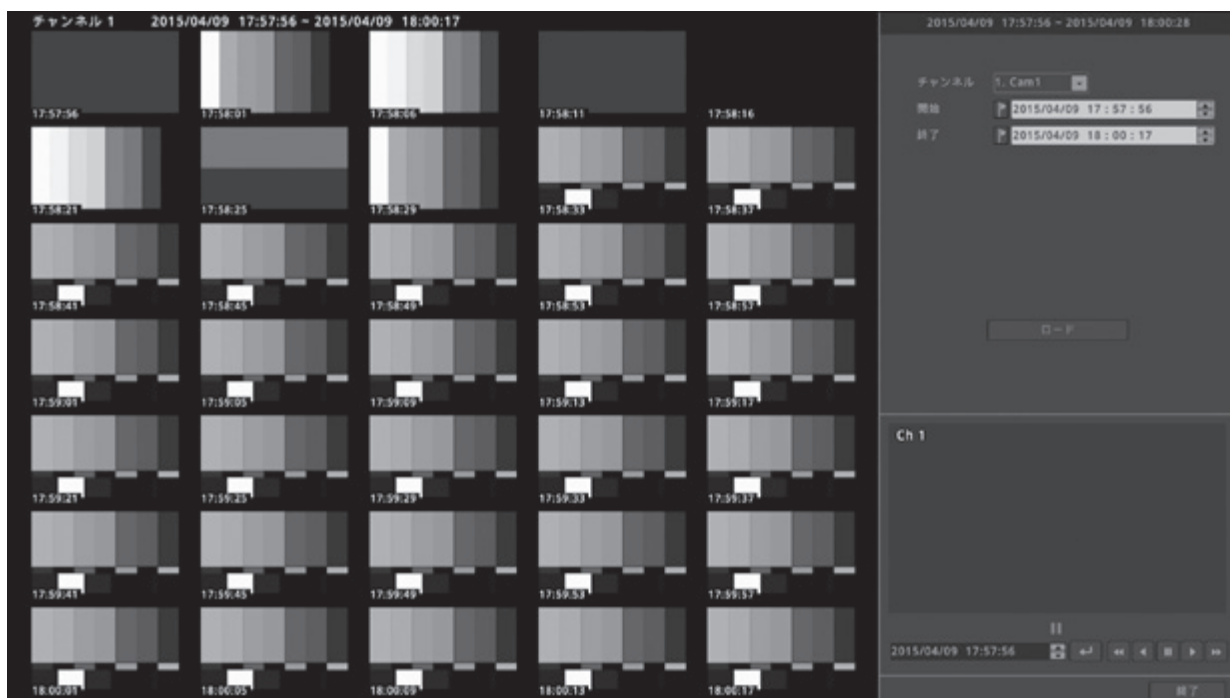 チャンネル 1 2015/04/09 17:57:56 ~ 2015/04/09 18:00:17
17:57:56 17:58:01 17:58:06 17:58:11 17:58:16
17:58:21 17:58:25 17:58:29 17:58:33 17:58:37
17:58:41 17:58:45 17:58:49 17:58:53 17:58:57
17:59:01 17:59:05 17:59:09 17:59:13 17:59:17
17:59:21 17:59:25 17:59:29 17:59:33 17:59:37
17:59:41 17:59:45 17:59:49 17:59:53 17:59:57
18:00:01 18:00:05 18:00:09 18:00:13 18:00:17
2015/04/09 17:57:56 ~ 2015/04/09 18:00:28
チャンネル 1. Cam1
開始 2015/04/09 17 : 57 : 56
終了 2015/04/09 18 : 00 : 17
ロード
Ch 1
2015/04/09 17:57:56
終了